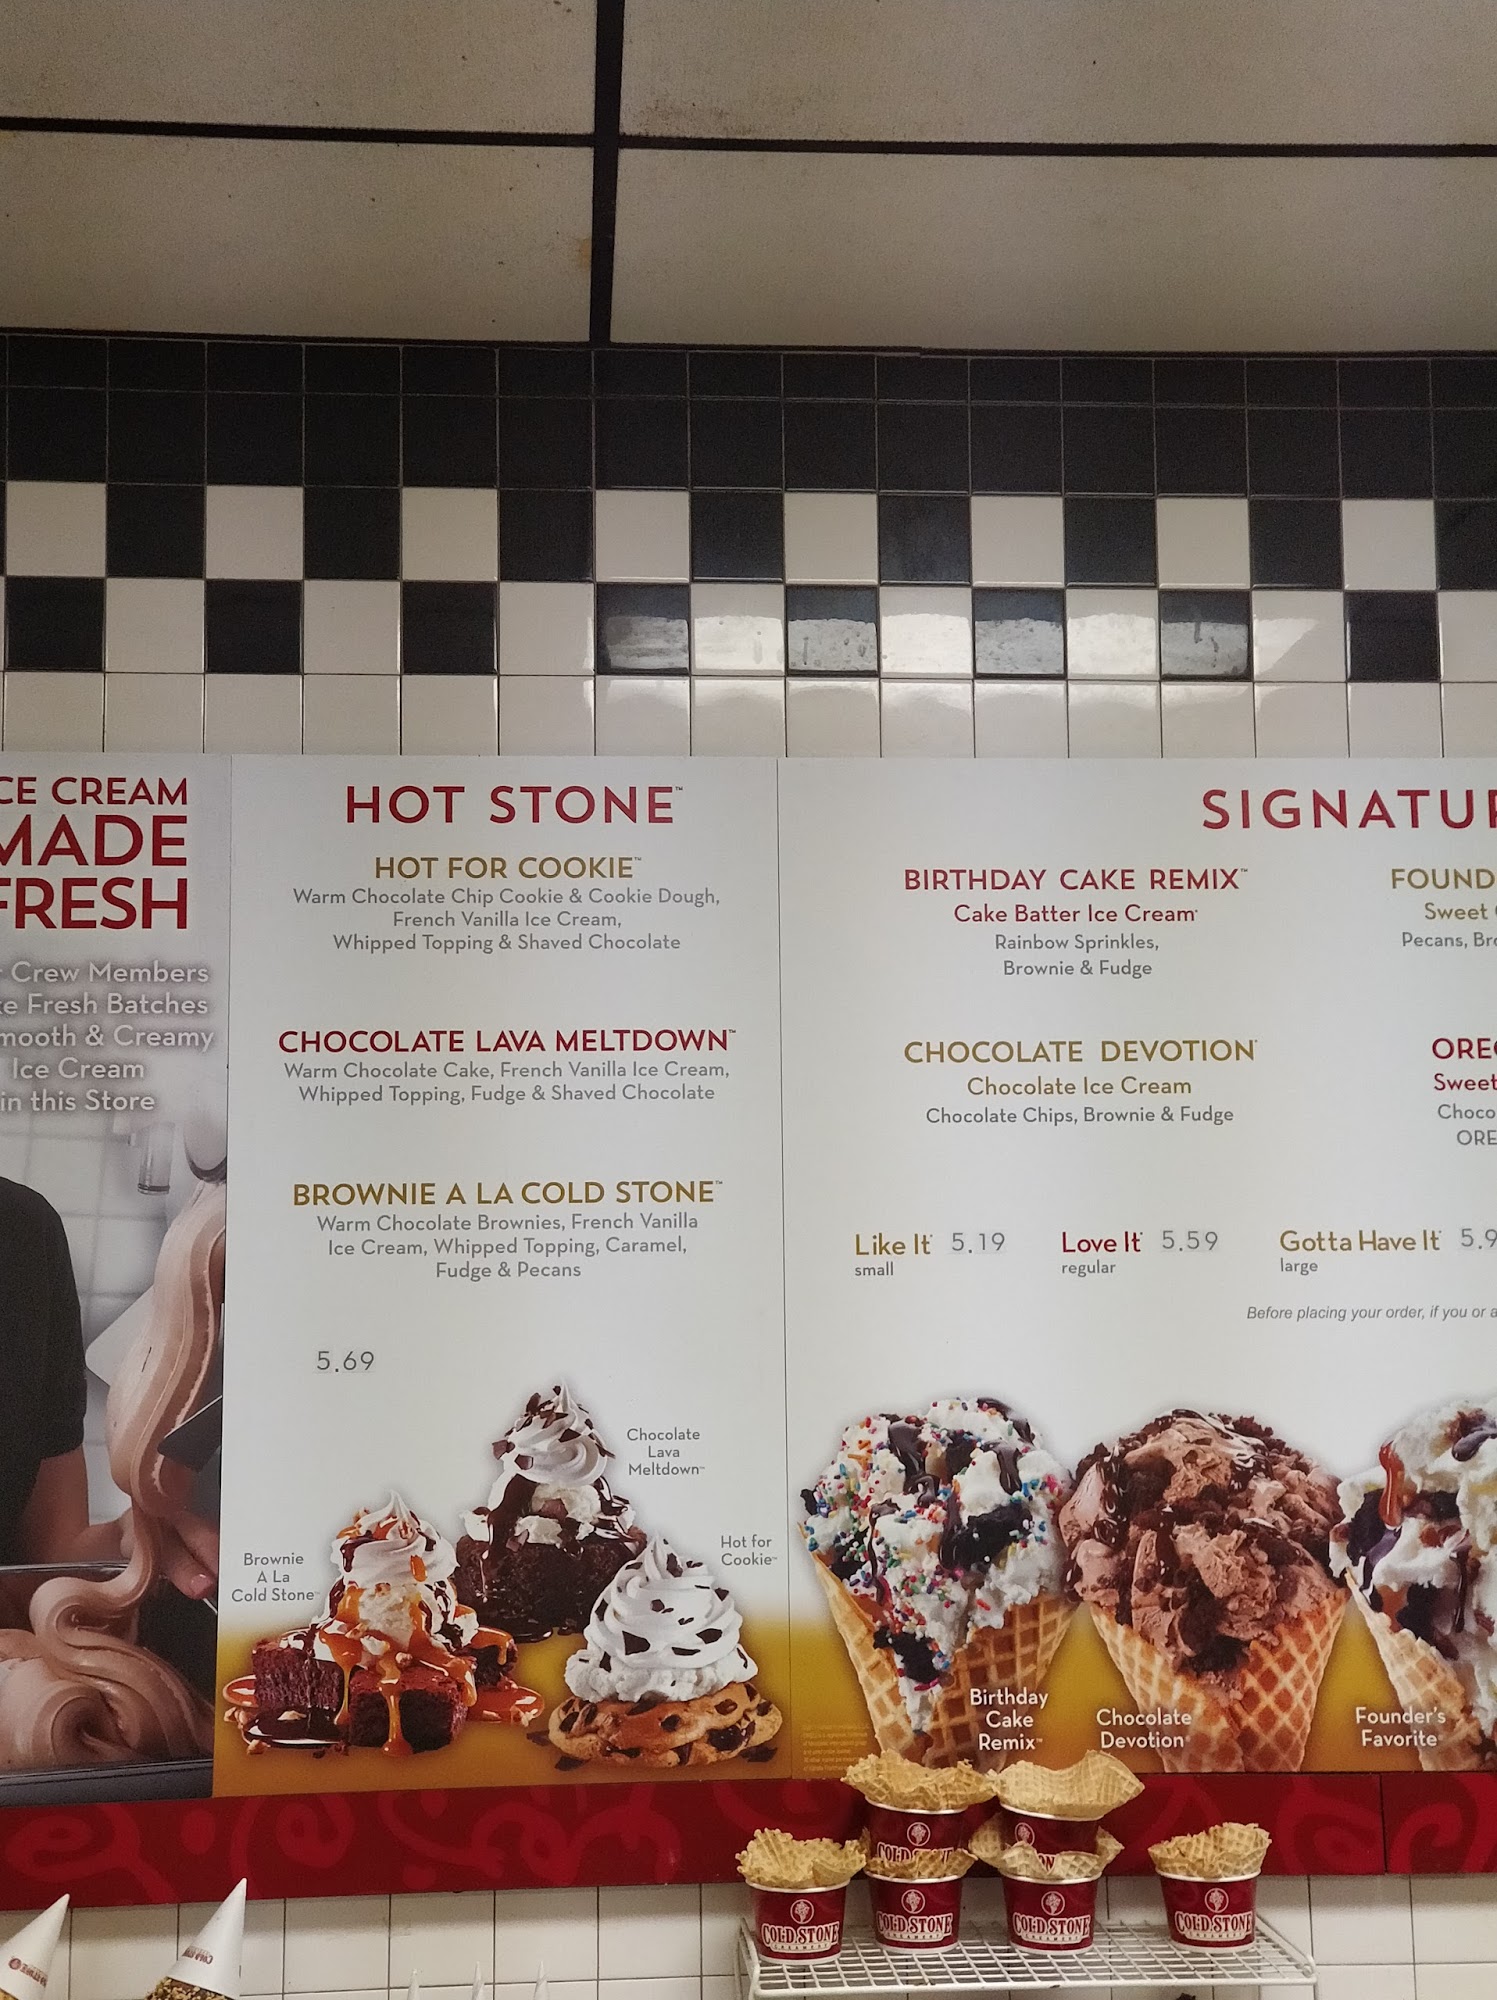 CE CREAM
MADE
FRESH
Crew Members
Fresh Batches
& Creamy
Ice Cream
in this Store
HOT STONE™
HOT FOR COOKIE™
Warm Chocolate Chip Cookie & Cookie Dough,
French Vanilla Ice Cream,
Whipped Topping & Shaved Chocolate
CHOCOLATE LAVA MELTDOWN™
Warm Chocolate Cake, French Vanilla Ice Cream,
Whipped Topping, Fudge & Shaved Chocolate
BROWNIE A LA COLD STONE™
Warm Chocolate Brownies, French Vanilla
Ice Cream, Whipped Topping, Caramel,
Fudge & Pecans
5.69
Chocolate
Lava
Meltdown™
Hot for
Cookie™
Brownie
A La
Cold Stone™
SIGNATUR
BIRTHDAY CAKE REMIX™
Cake Batter Ice Cream®
Rainbow Sprinkles,
Brownie & Fudge
FOUND
Sweet
Pecans, Bro
CHOCOLATE DEVOTION®
Chocolate Ice Cream
Chocolate Chips, Brownie & Fudge
OREO
Sweet
Choco
ORE
Like It® 5.19 Love It® 5.59 Gotta Have It® 5.9
small regular large
Before placing your order, if you or a
Birthday
Cake
Remix™
Chocolate
Devotion®
Founder's
Favorite®
COLD STONE
COLD STONE
CREAMERY
COLD STONE
COLD STONE
CREAMERY
COLD STONE